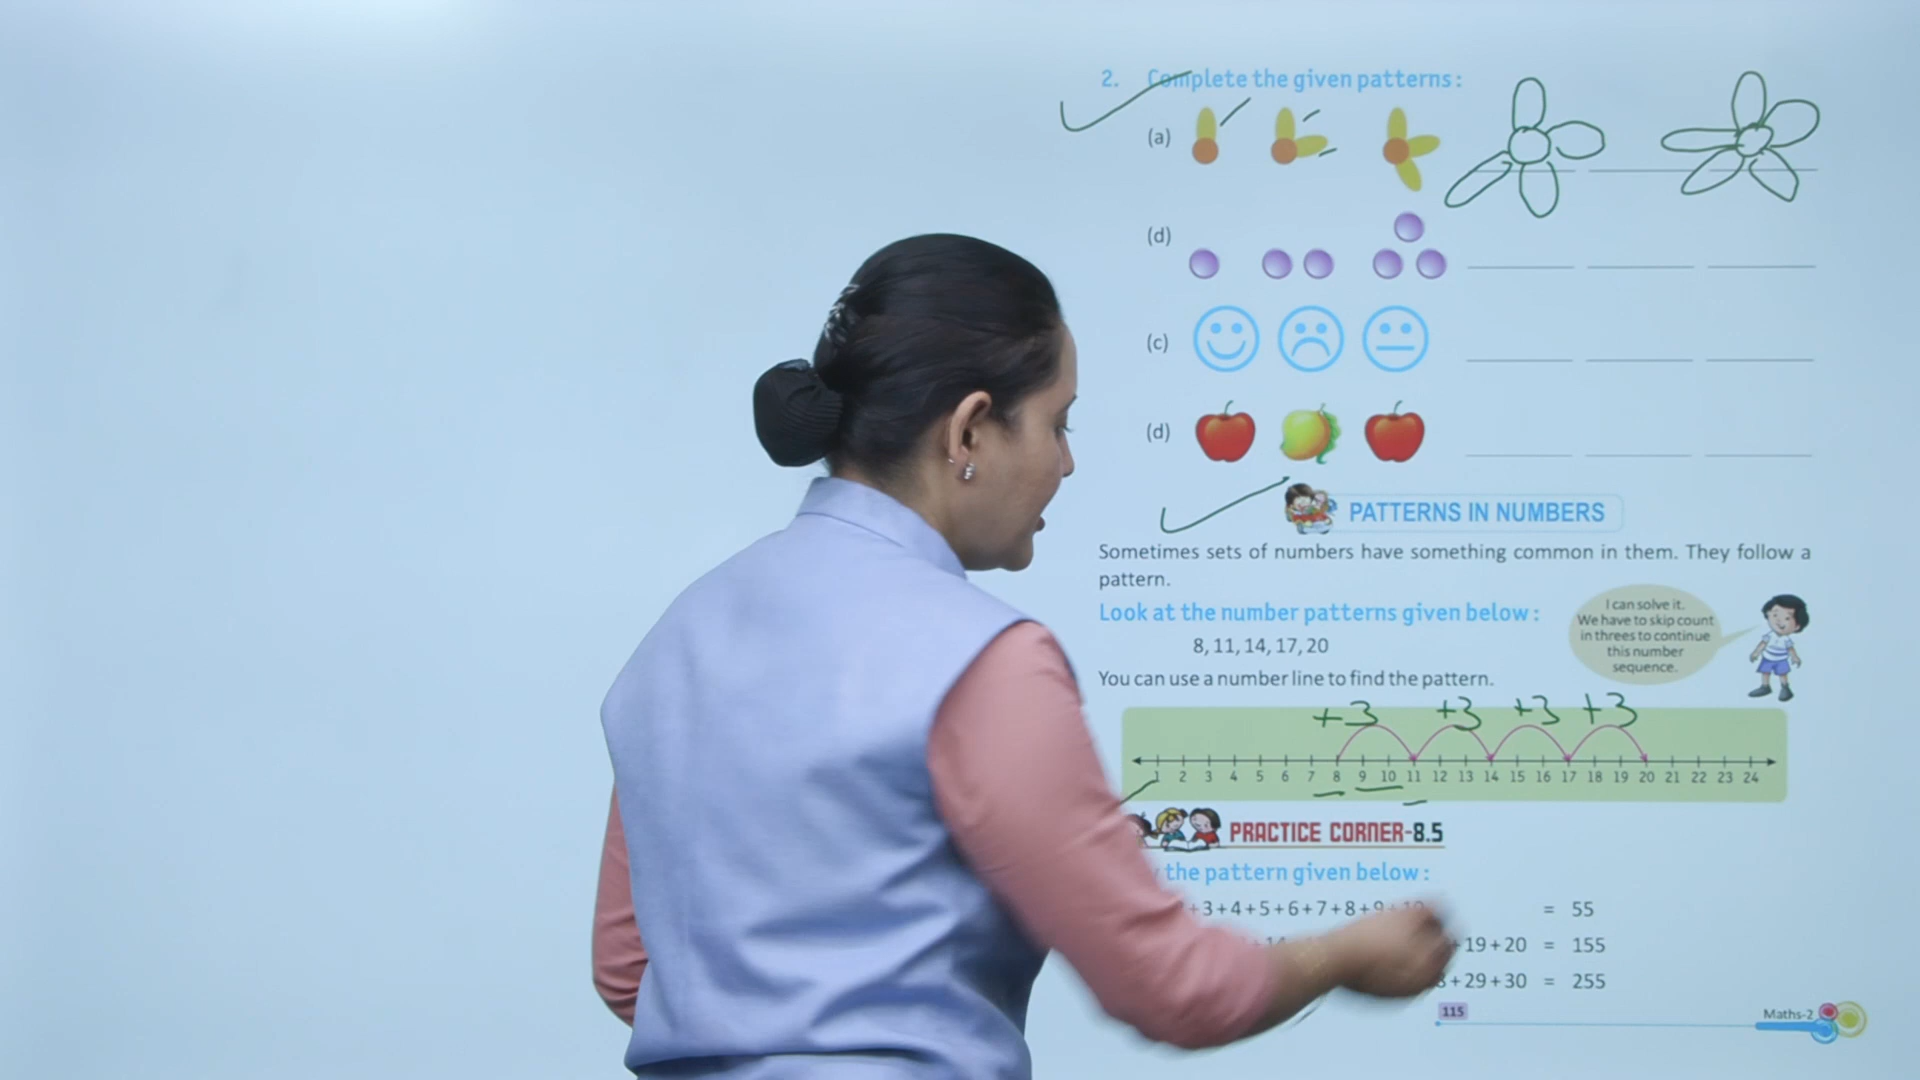 2. Complete the given patterns :
(a)
(d)
(c)
(d)
PATTERNS IN NUMBERS
Sometimes sets of numbers have something common in them. They follow a
pattern.
Look at the number patterns given below :
8, 11, 14, 17, 20
You can use a number line to find the pattern.
I can solve it.
We have to skip count
in threes to continue
this number
sequence.
+3 +3 +3 +3
1 2 3 4 5 6 7 8 9 10 11 12 13 14 15 16 17 18 19 20 21 22 23 24
PRACTICE CORNER-8.5
the pattern given below :
+3+4+5+6+7+8+9+10 = 55
+19+20 = 155
+29+30 = 255
115
Maths-2